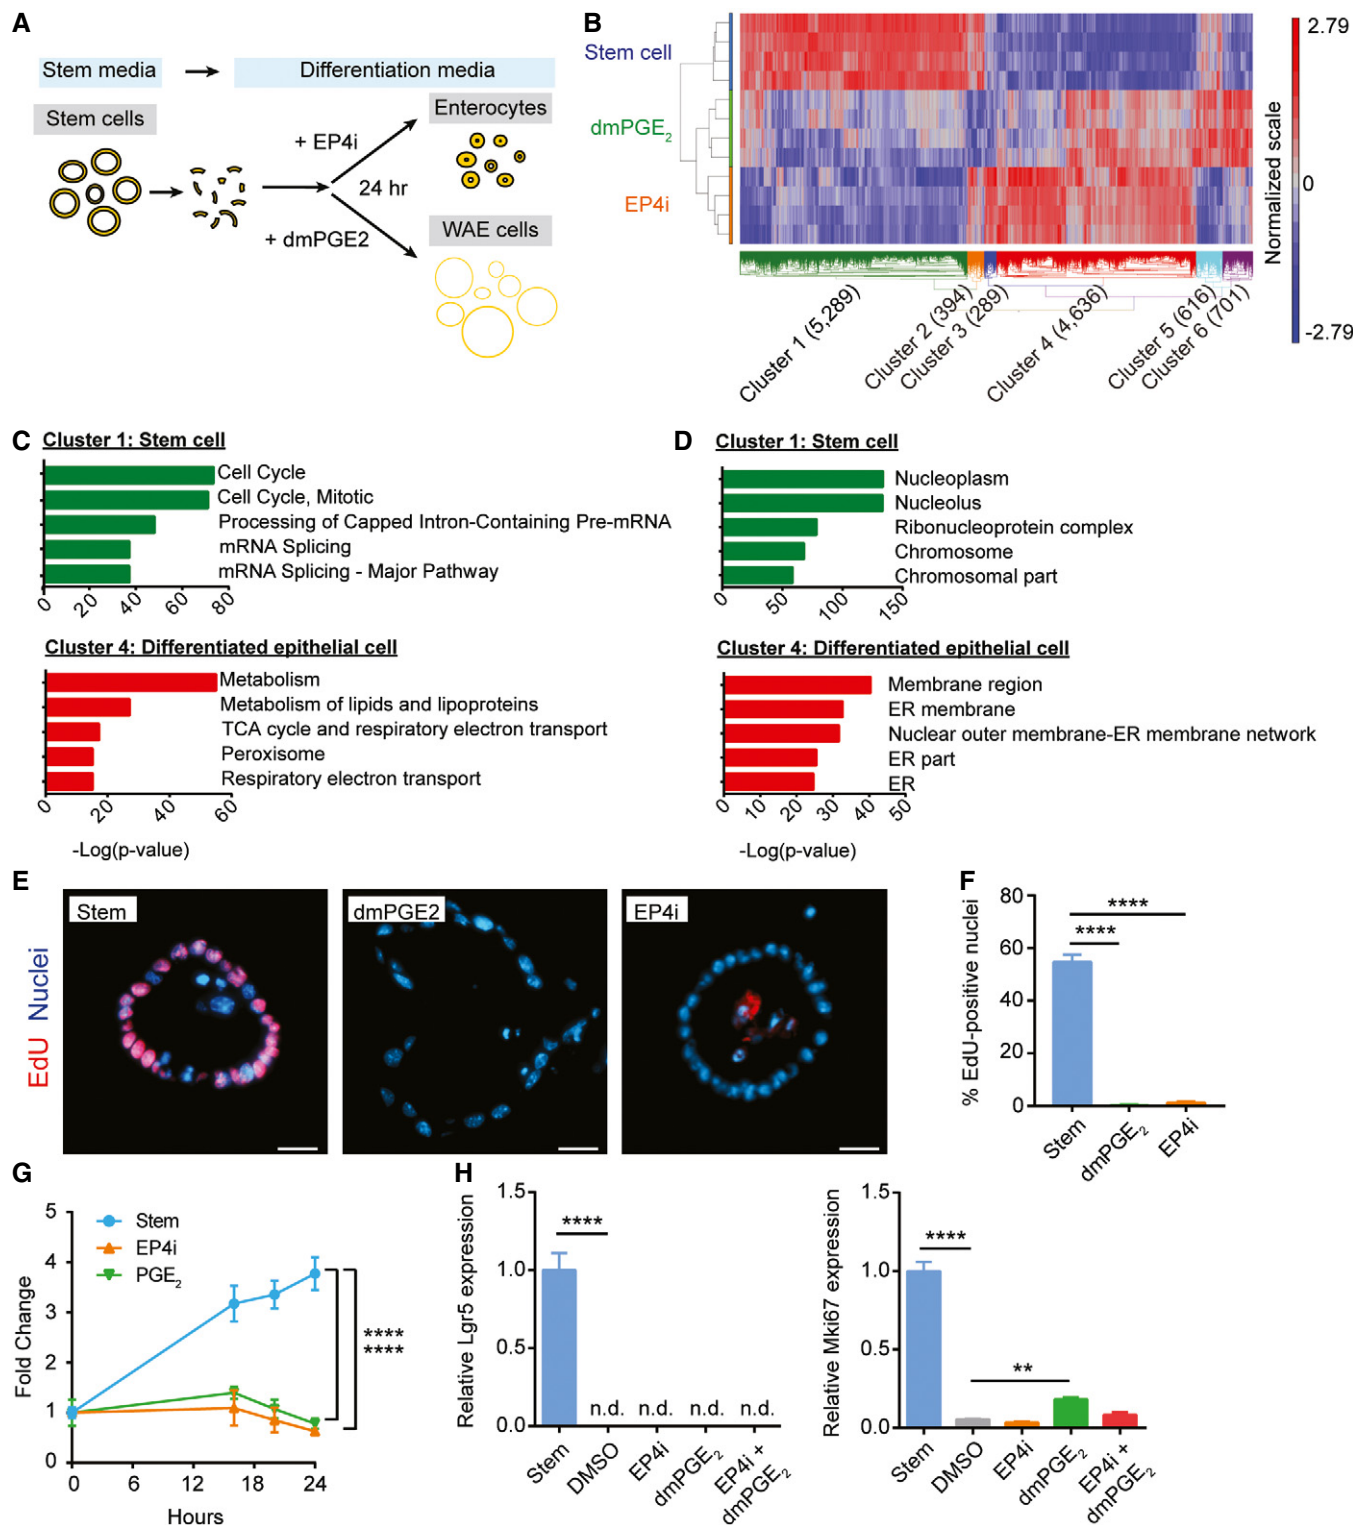 A
Stem media
Differentiation media
Stem cells
Enterocytes
+ EP4i
24 hr
+ dmPGE2
WAE cells
B
Stem cell
dmPGE2
EP4i
2.79
0
-2.79
Normalized scale
Cluster 1 (5,289)
Cluster 2 (394)
Cluster 3 (289)
Cluster 4 (4,636)
Cluster 5 (616)
Cluster 6 (701)
C
Cluster 1: Stem cell
Cell Cycle
Cell Cycle, Mitotic
Processing of Capped Intron-Containing Pre-mRNA
mRNA Splicing
mRNA Splicing - Major Pathway
0 20 40 60 80
Cluster 4: Differentiated epithelial cell
Metabolism
Metabolism of lipids and lipoproteins
TCA cycle and respiratory electron transport
Peroxisome
Respiratory electron transport
0 20 40 60
-Log(p-value)
D
Cluster 1: Stem cell
Nucleoplasm
Nucleolus
Ribonucleoprotein complex
Chromosome
Chromosomal part
0 50 100 150
Cluster 4: Differentiated epithelial cell
Membrane region
ER membrane
Nuclear outer membrane-ER membrane network
ER part
ER
0 10 20 30 40 50
-Log(p-value)
E
EdU Nuclei
Stem
dmPGE2
EP4i
F
% EdU-positive nuclei
80
60
40
20
0
****
****
Stem
dmPGE2
EP4i
G
Fold Change
5
4
3
2
1
0
Stem
EP4i
PGE2
****
****
0 6 12 18 24
Hours
H
Relative Lgr5 expression
1.5
1.0
0.5
0.0
****
n.d. n.d. n.d. n.d.
Stem
DMSO
EP4i
dmPGE2
EP4i +
dmPGE2
Relative Mki67 expression
1.5
1.0
0.5
0.0
****
**
Stem
DMSO
EP4i
dmPGE2
EP4i +
dmPGE2